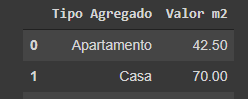 Tipo Agregado Valor m2
0 Apartamento 42.50
1 Casa 70.00